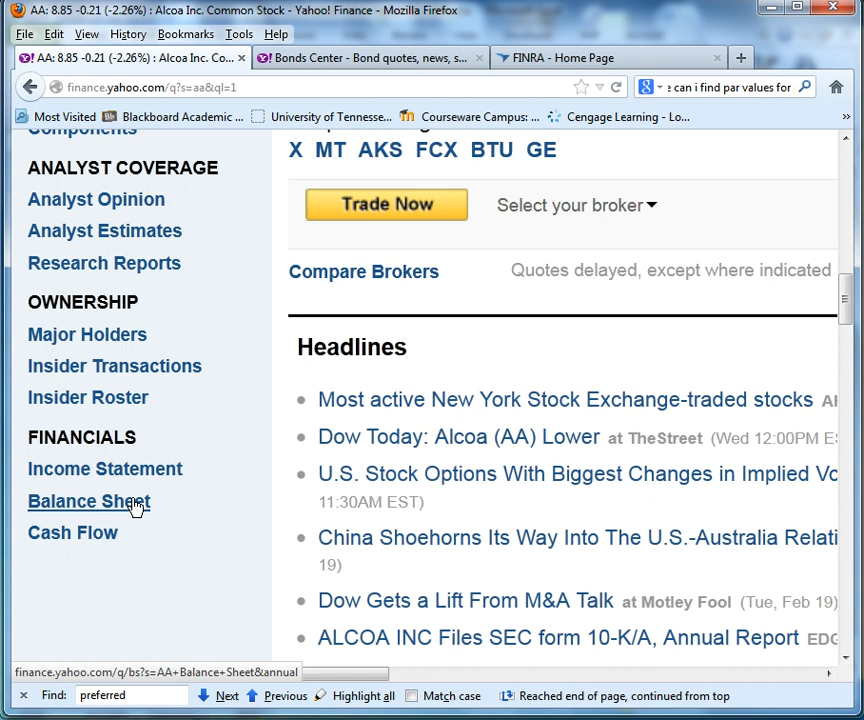 AA: 8.85 -0.21 (-2.26%) : Alcoa Inc. Common Stock - Yahoo! Finance - Mozilla Firefox
File Edit View History Bookmarks Tools Help
Y! AA: 8.85 -0.21 (-2.26%) : Alcoa Inc. Co... × Y! Bonds Center - Bond quotes, news, s... × FINRA - Home Page × +
finance.yahoo.com/q?s=aa&ql=1 can i find par values for
Most Visited Bb Blackboard Academic ... University of Tennesse... Courseware Campus: ... Cengage Learning - Lo... »
Components
ANALYST COVERAGE
Analyst Opinion
Analyst Estimates
Research Reports
OWNERSHIP
Major Holders
Insider Transactions
Insider Roster
FINANCIALS
Income Statement
Balance Sheet
Cash Flow
X MT AKS FCX BTU GE
Trade Now Select your broker
Compare Brokers Quotes delayed, except where indicated
Headlines
Most active New York Stock Exchange-traded stocks
Dow Today: Alcoa (AA) Lower at TheStreet (Wed 12:00PM
U.S. Stock Options With Biggest Changes in Implied
11:30AM EST)
China Shoehorns Its Way Into The U.S.-Australia
19)
Dow Gets a Lift From M&A Talk at Motley Fool (Tue, Feb 19)
ALCOA INC Files SEC form 10-K/A, Annual Report
finance.yahoo.com/q/bs?s=AA+Balance+Sheet&annual
× Find: preferred Next Previous Highlight all Match case Reached end of page, continued from top